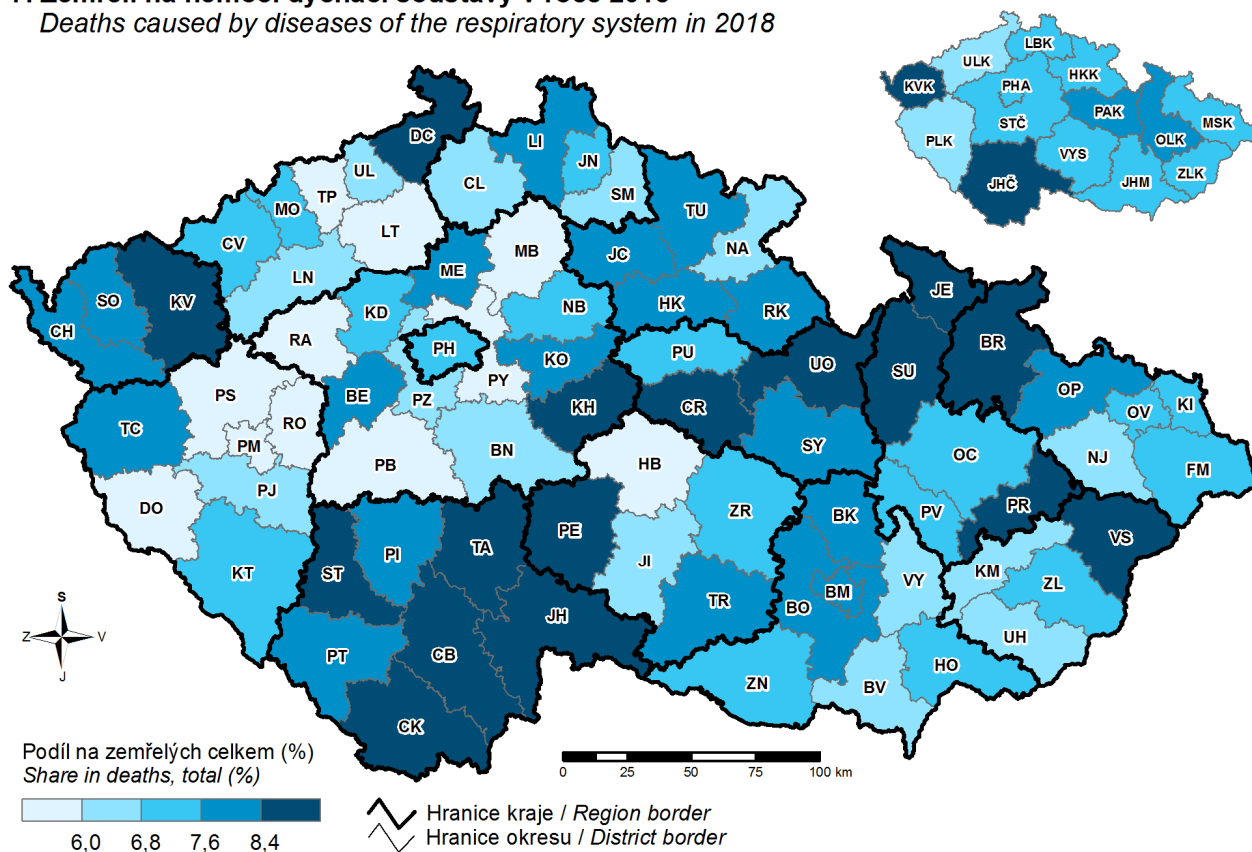 Deaths caused by diseases of the respiratory system in 2018
LBK
ULK
HKK
KVK
PHA
PAK
MSK
STČ
OLK
PLK
VYS
ZLK
JHČ
JHM
DC
LI
JN
UL
CL
TP
SM
MO
TU
LT
CV
MB
NA
JC
LN
ME
JE
SO
KV
KD
NB
HK
RK
CH
BR
RA
PH
PU
KO
UO
SU
PY
OP
PS
BE
PZ
KH
CR
KI
OV
TC
RO
SY
PM
BN
OC
NJ
PB
HB
FM
PJ
DO
ZR
BK
PV
PR
PE
VS
PI
TA
JI
KT
ST
VY
KM
ZL
BM
TR
BO
JH
UH
PT
CB
HO
ZN
BV
CK
S
Z V
J
Podíl na zemřelých celkem (%)
Share in deaths, total (%)
6,0 6,8 7,6 8,4
0 25 50 75 100 km
Hranice kraje / Region border
Hranice okresu / District border